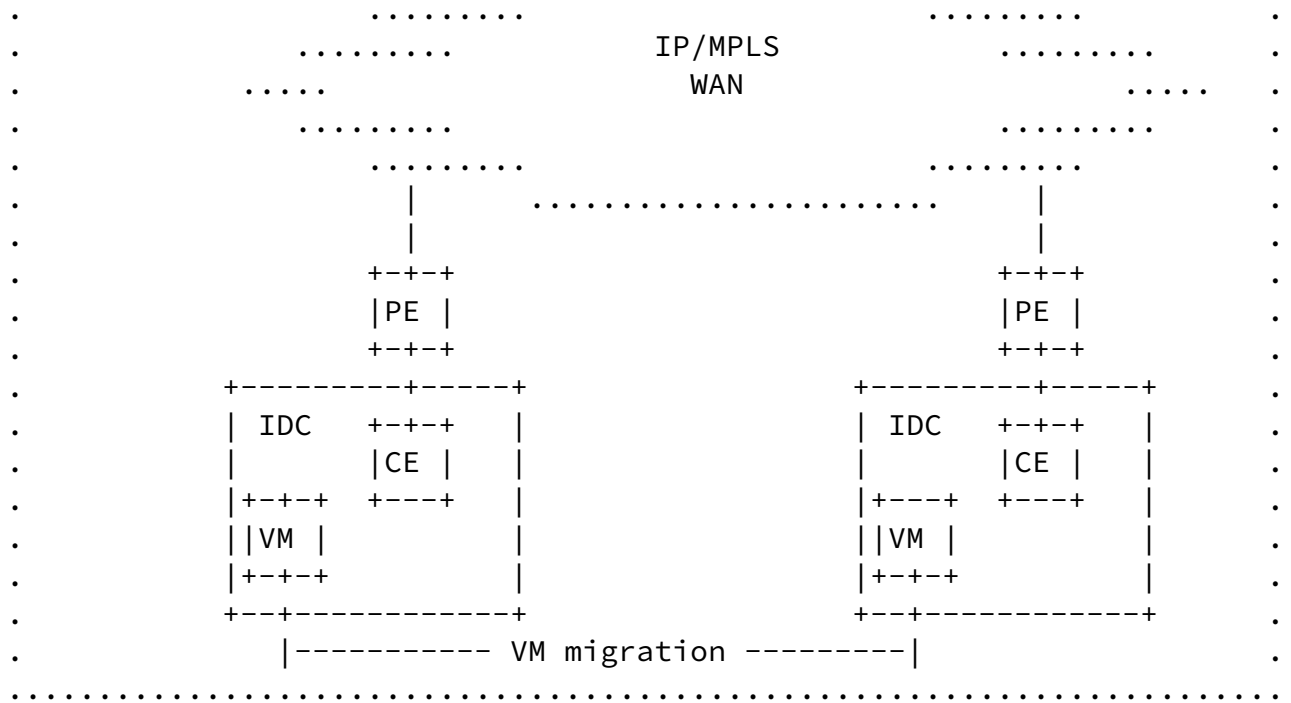 IP/MPLS
WAN
PE PE
IDC IDC
CE CE
VM VM
VM migration